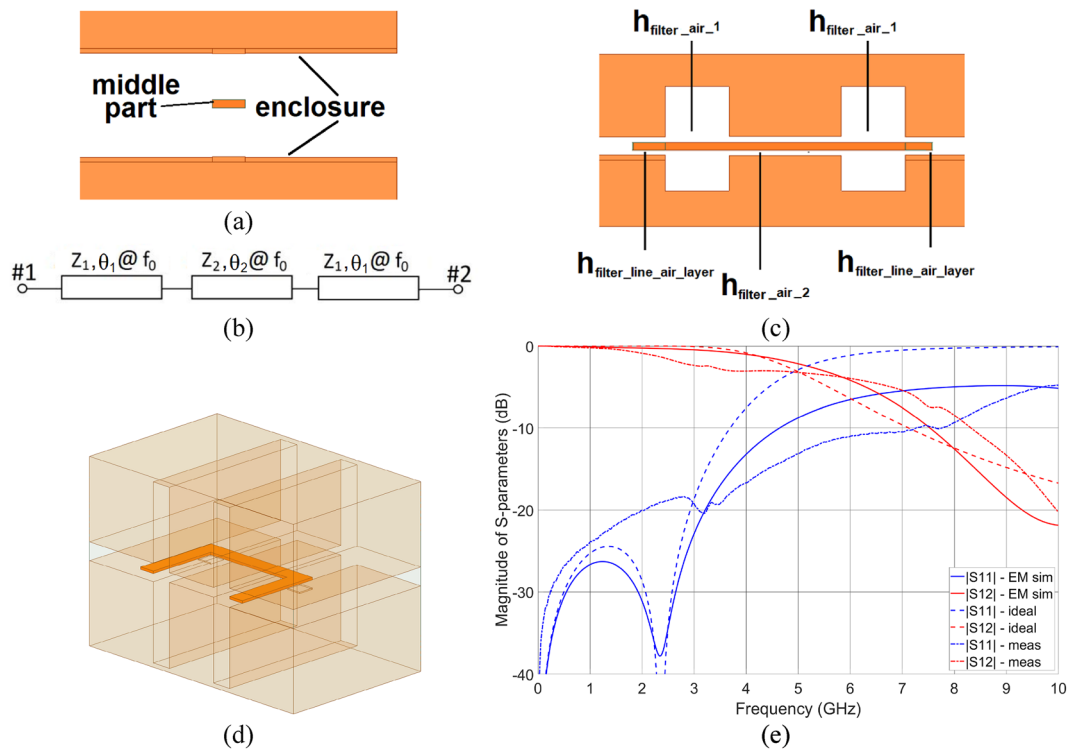 middle
part
enclosure
(a)
#1
Z1, θ1@ f0
Z2, θ2@ f0
Z1, θ1@ f0
#2
(b)
hfilter_air_1
hfilter_air_1
hfilter_line_air_layer
hfilter_air_2
hfilter_line_air_layer
(c)
(d)
Magnitude of S-parameters (dB)
0
-10
-20
-30
-40
0 1 2 3 4 5 6 7 8 9 10
Frequency (GHz)
|S11| - EM sim
|S12| - EM sim
|S11| - ideal
|S12| - ideal
|S11| - meas
|S12| - meas
(e)